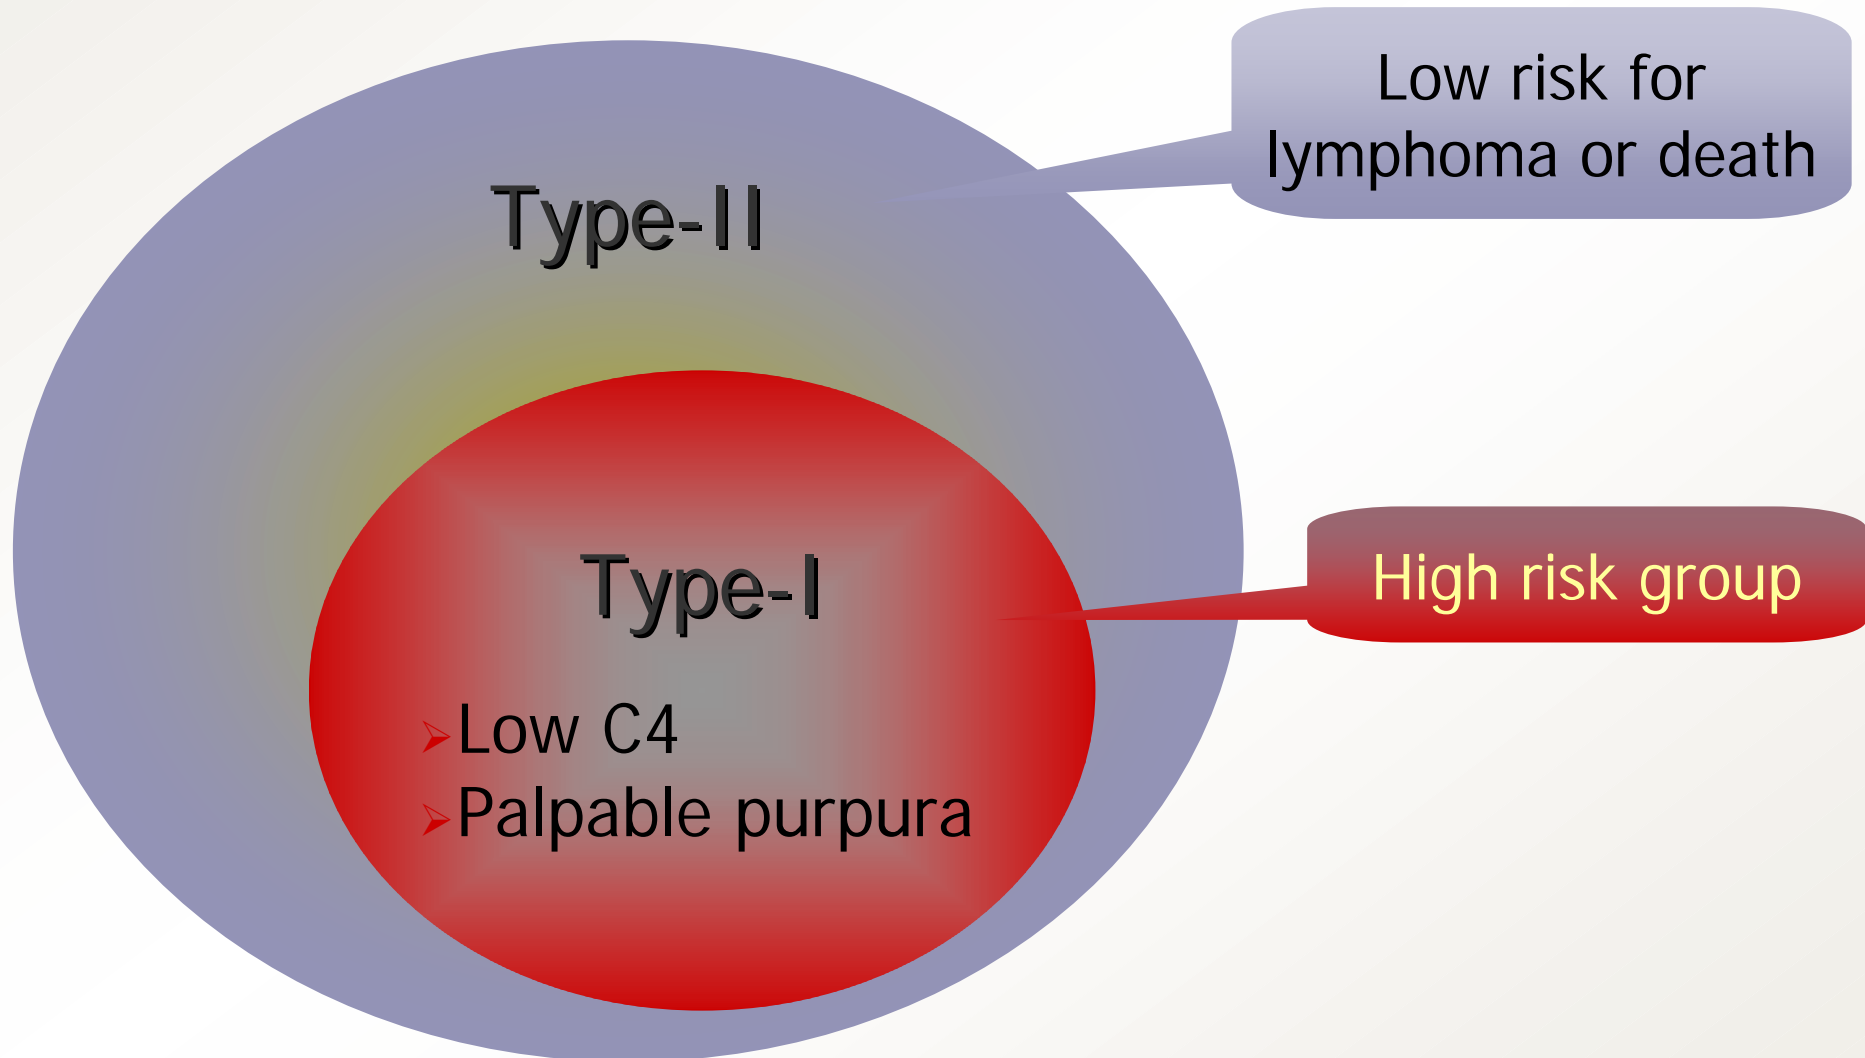 Low risk for
lymphoma or death
Type-II
High risk group
Type-I
➢Low C4
➢Palpable purpura